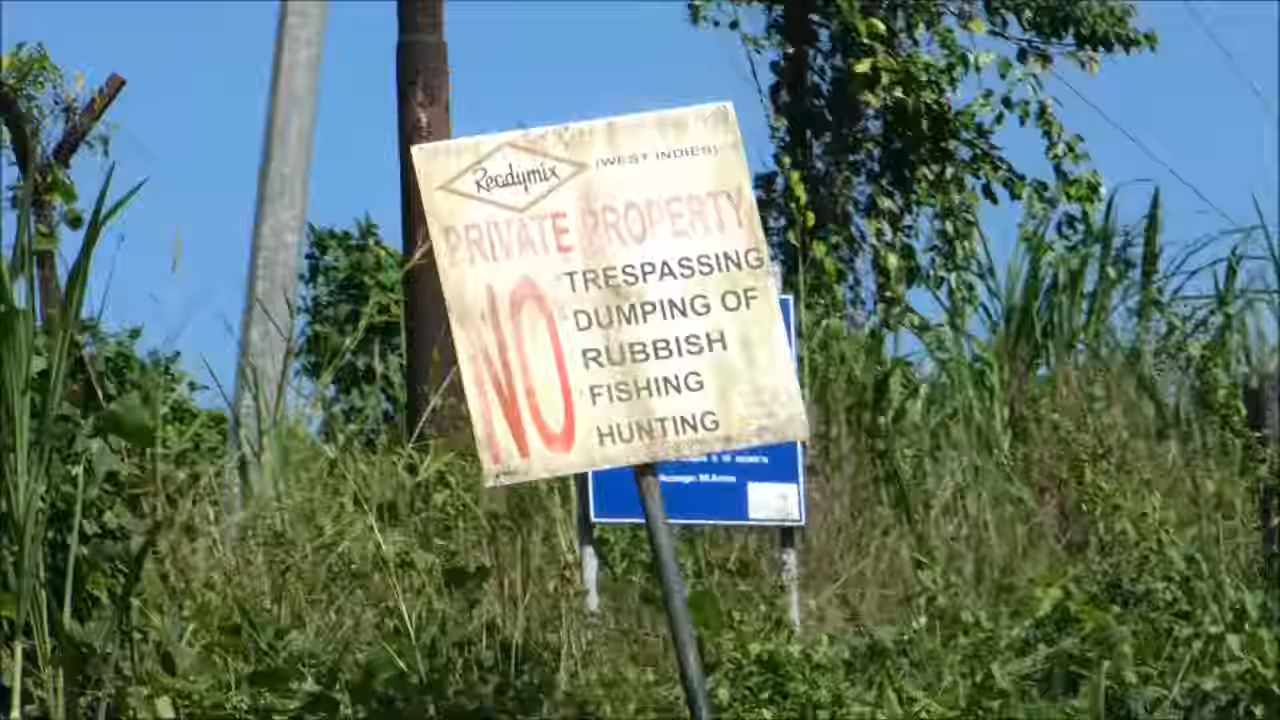 Readymix (WEST INDIES)
PRIVATE PROPERTY
NO TRESPASSING
DUMPING OF
RUBBISH
FISHING
HUNTING